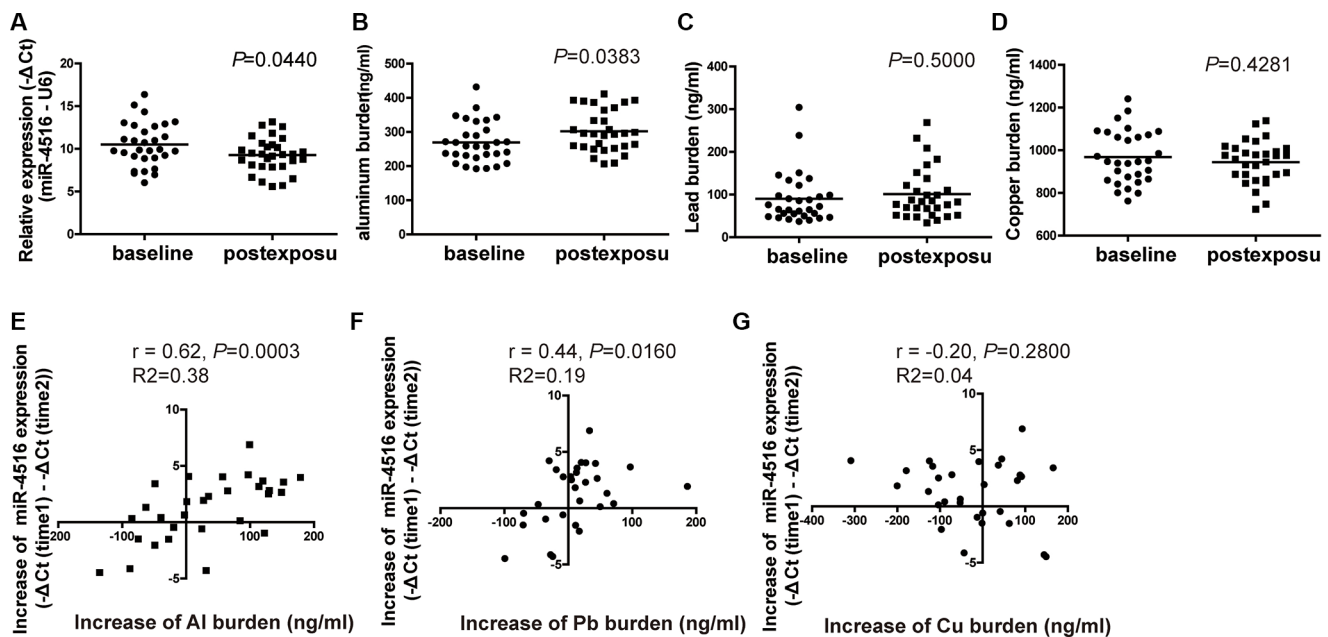 A
P=0.0440
Relative expression (-ΔCt)
(miR-4516 - U6)
20
15
10
5
0
baseline
postexposu
B
P=0.0383
aluminum burden(ng/ml)
500
400
300
200
100
0
baseline
postexposu
C
P=0.5000
Lead burden (ng/ml)
400
300
200
100
0
baseline
postexposu
D
P=0.4281
Copper burden (ng/ml)
1400
1200
1000
800
600
baseline
postexposu
E
r = 0.62, P=0.0003
R2=0.38
Increase of miR-4516 expression
(-ΔCt (time1) - -ΔCt (time2))
10
5
-5
-200
-100
100
200
Increase of Al burden (ng/ml)
F
r = 0.44, P=0.0160
R2=0.19
Increase of miR-4516 expression
(-ΔCt (time1) - -ΔCt (time2))
10
5
-5
-200
-100
100
200
Increase of Pb burden (ng/ml)
G
r = -0.20, P=0.2800
R2=0.04
Increase of miR-4516 expression
(-ΔCt (time1) - -ΔCt (time2))
10
5
-5
-400
-300
-200
-100
100
200
Increase of Cu burden (ng/ml)